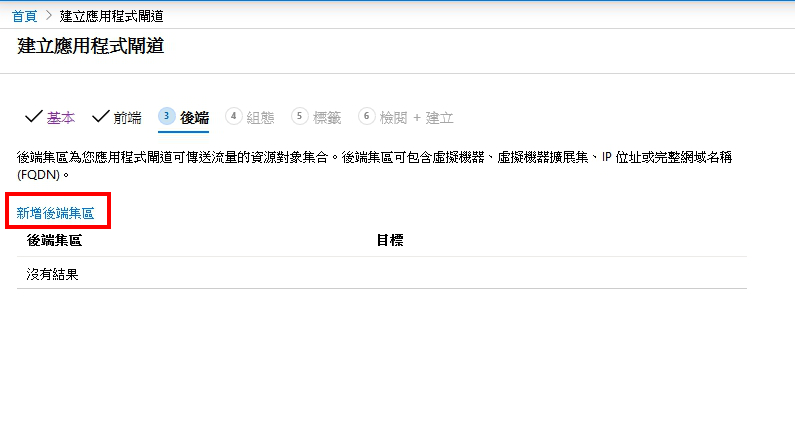 首頁 > 建立應用程式閘道
建立應用程式閘道
基本 前端 3 後端 4 組態 5 標籤 6 檢閱 + 建立
後端集區為您應用程式閘道可傳送流量的資源對象集合。後端集區可包含虛擬機器、虛擬機器擴展集、IP 位址或完整網域名稱
(FQDN)。
新增後端集區
後端集區 目標
沒有結果